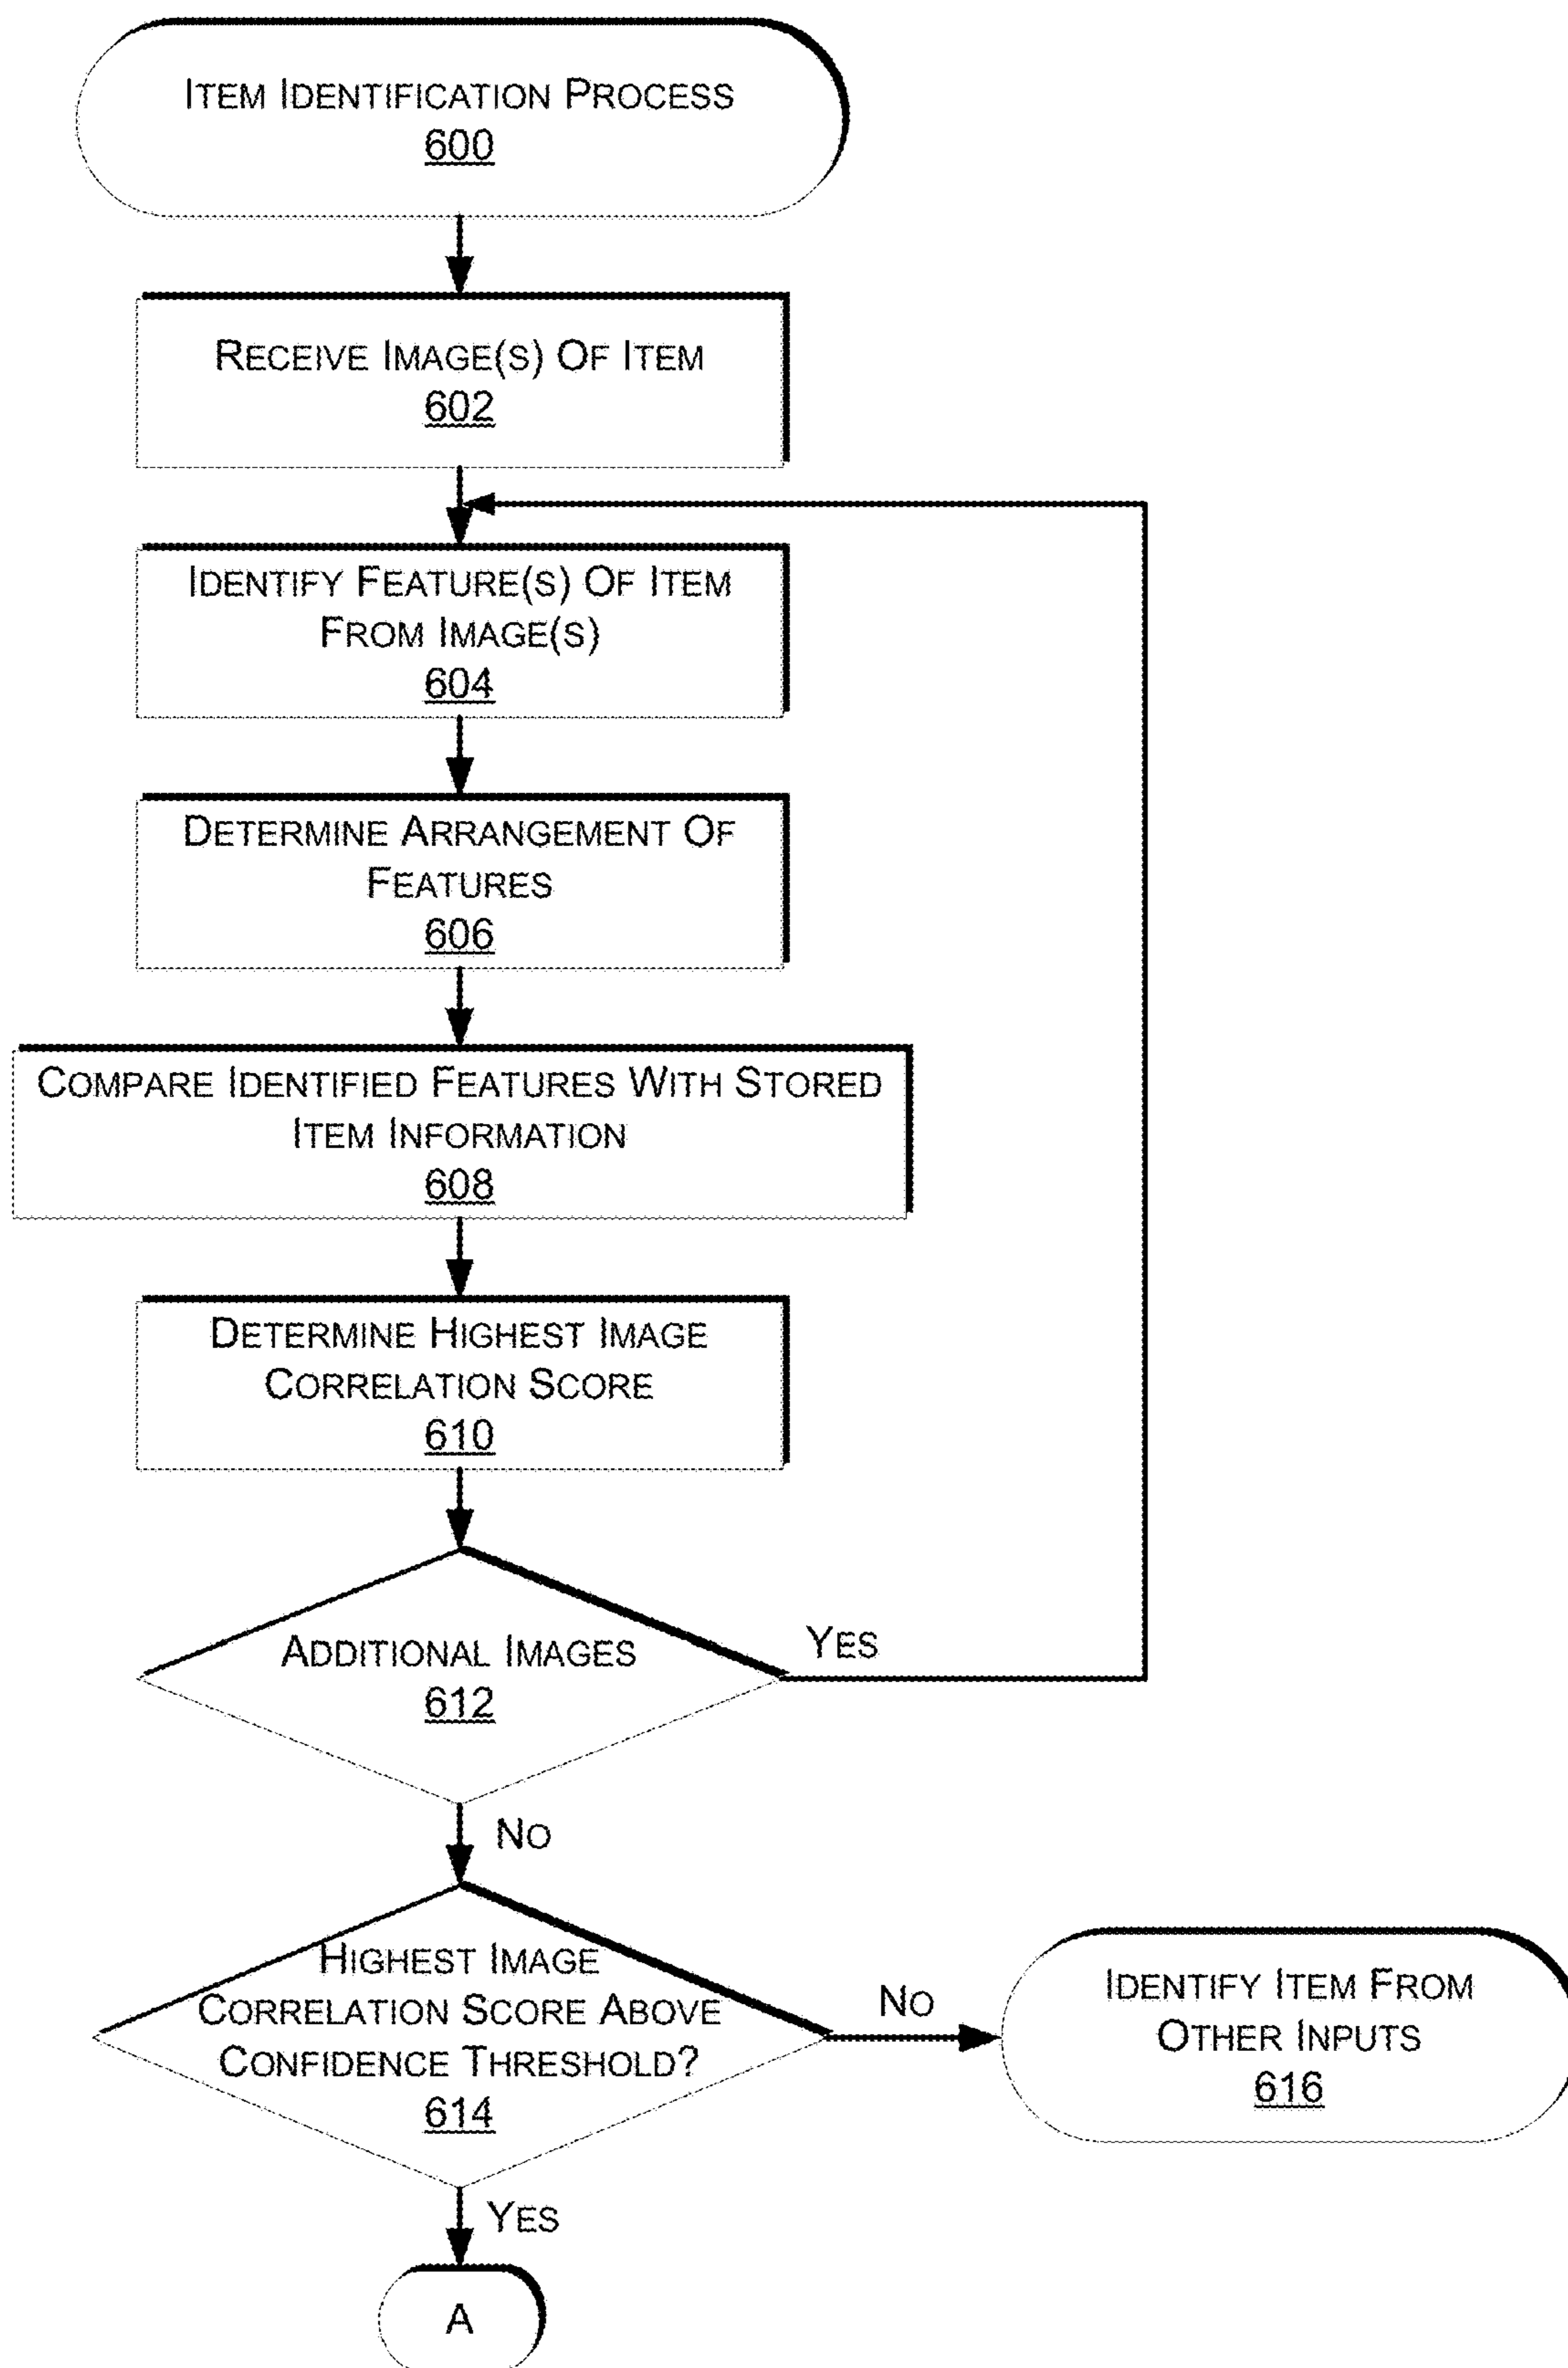 ITEM IDENTIFICATION PROCESS
600
RECEIVE IMAGE(S) OF ITEM
602
IDENTIFY FEATURE(S) OF ITEM
FROM IMAGE(S)
604
DETERMINE ARRANGEMENT OF
FEATURES
606
COMPARE IDENTIFIED FEATURES WITH STORED
ITEM INFORMATION
608
DETERMINE HIGHEST IMAGE
CORRELATION SCORE
610
ADDITIONAL IMAGES
612
YES
NO
HIGHEST IMAGE
CORRELATION SCORE ABOVE
CONFIDENCE THRESHOLD?
614
NO
IDENTIFY ITEM FROM
OTHER INPUTS
616
YES
A